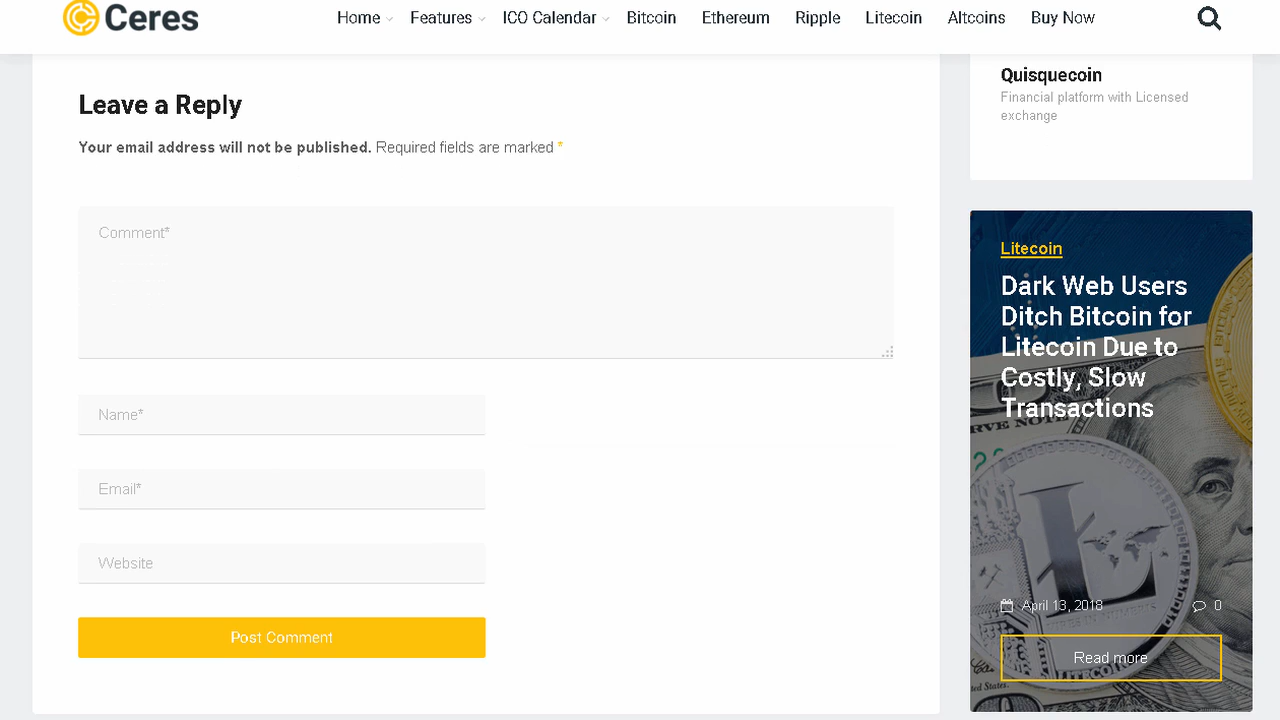 Ceres
Home Features ICO Calendar Bitcoin Ethereum Ripple Litecoin Altcoins Buy Now
Leave a Reply
Your email address will not be published. Required fields are marked *
Comment*
Name*
Email*
Website
Post Comment
Quisquecoin
Financial platform with Licensed
exchange
Litecoin
Dark Web Users
Ditch Bitcoin for
Litecoin Due to
Costly, Slow
Transactions
April 13, 2018 0
Read more